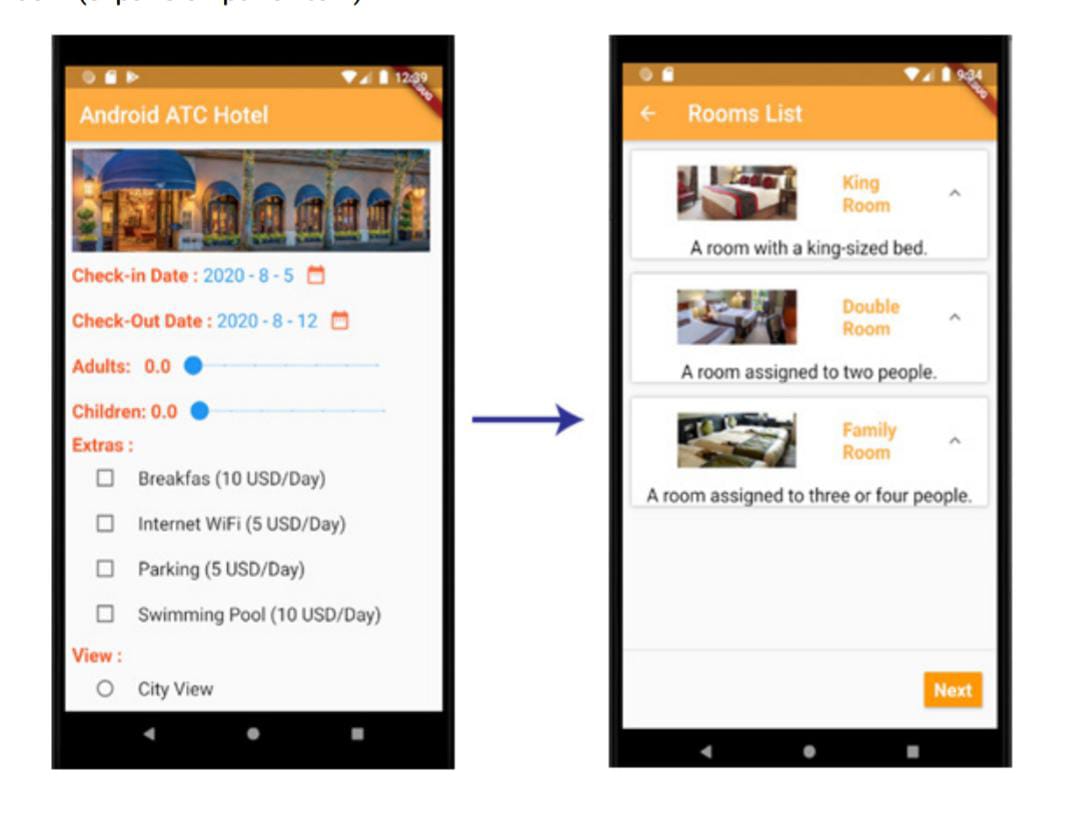 12:39
Android ATC Hotel
Check-in Date : 2020 - 8 - 5
Check-Out Date : 2020 - 8 - 12
Adults: 0.0
Children: 0.0
Extras :
Breakfas (10 USD/Day)
Internet WiFi (5 USD/Day)
Parking (5 USD/Day)
Swimming Pool (10 USD/Day)
View :
City View
9:34
Rooms List
King
Room
A room with a king-sized bed.
Double
Room
A room assigned to two people.
Family
Room
A room assigned to three or four people.
Next